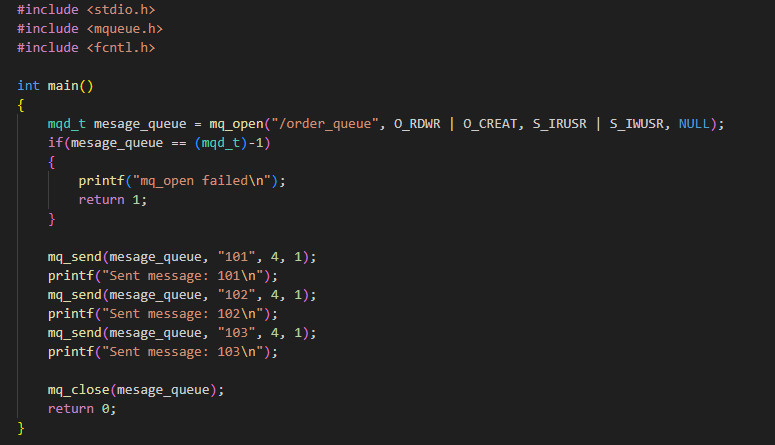 #include <stdio.h>
#include <mqueue.h>
#include <fcntl.h>

int main()
{
    mqd_t mesage_queue = mq_open("/order_queue", O_RDWR | O_CREAT, S_IRUSR | S_IWUSR, NULL);
    if(mesage_queue == (mqd_t)-1)
    {
        printf("mq_open failed\n");
        return 1;
    }

    mq_send(mesage_queue, "101", 4, 1);
    printf("Sent message: 101\n");
    mq_send(mesage_queue, "102", 4, 1);
    printf("Sent message: 102\n");
    mq_send(mesage_queue, "103", 4, 1);
    printf("Sent message: 103\n");

    mq_close(mesage_queue);
    return 0;
}